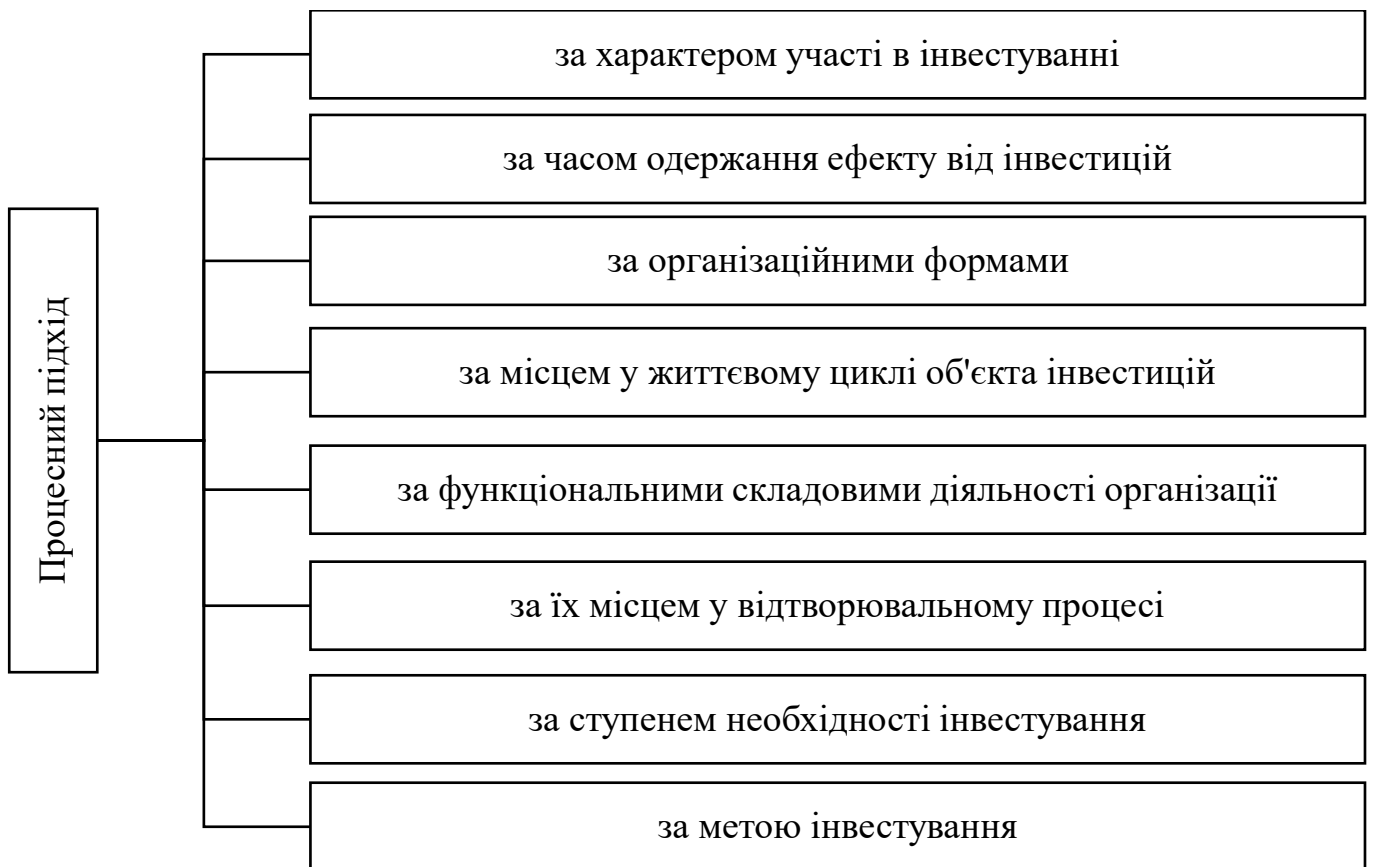 за характером участі в інвестуванні
за часом одержання ефекту від інвестицій
за організаційними формами
Процесний підхід
за місцем у життєвому циклі об'єкта інвестицій
за функціональними складовими діяльності організації
за їх місцем у відтворювальному процесі
за ступенем необхідності інвестування
за метою інвестування